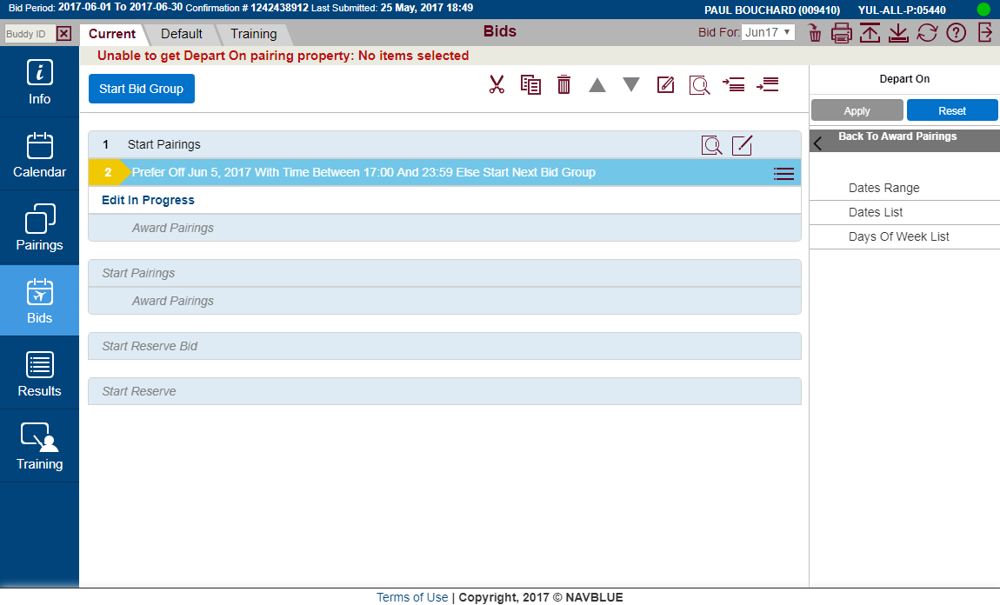 Bid Period: 2017-06-01 To 2017-06-30 Confirmation # 1242438912 Last Submitted: 25 May, 2017 18:49
PAUL BOUCHARD (009410) YUL-ALL-P:05440
Buddy ID
Current Default Training
Bids
Bid For: Jun17
Unable to get Depart On pairing property: No items selected
Info
Calendar
Pairings
Bids
Results
Training
Start Bid Group
1 Start Pairings
2 Prefer Off Jun 5, 2017 With Time Between 17:00 And 23:59 Else Start Next Bid Group
Edit In Progress
Award Pairings
Start Pairings
Award Pairings
Start Reserve Bid
Start Reserve
Depart On
Apply Reset
Back To Award Pairings
Dates Range
Dates List
Days Of Week List
Terms of Use | Copyright, 2017 © NAVBLUE